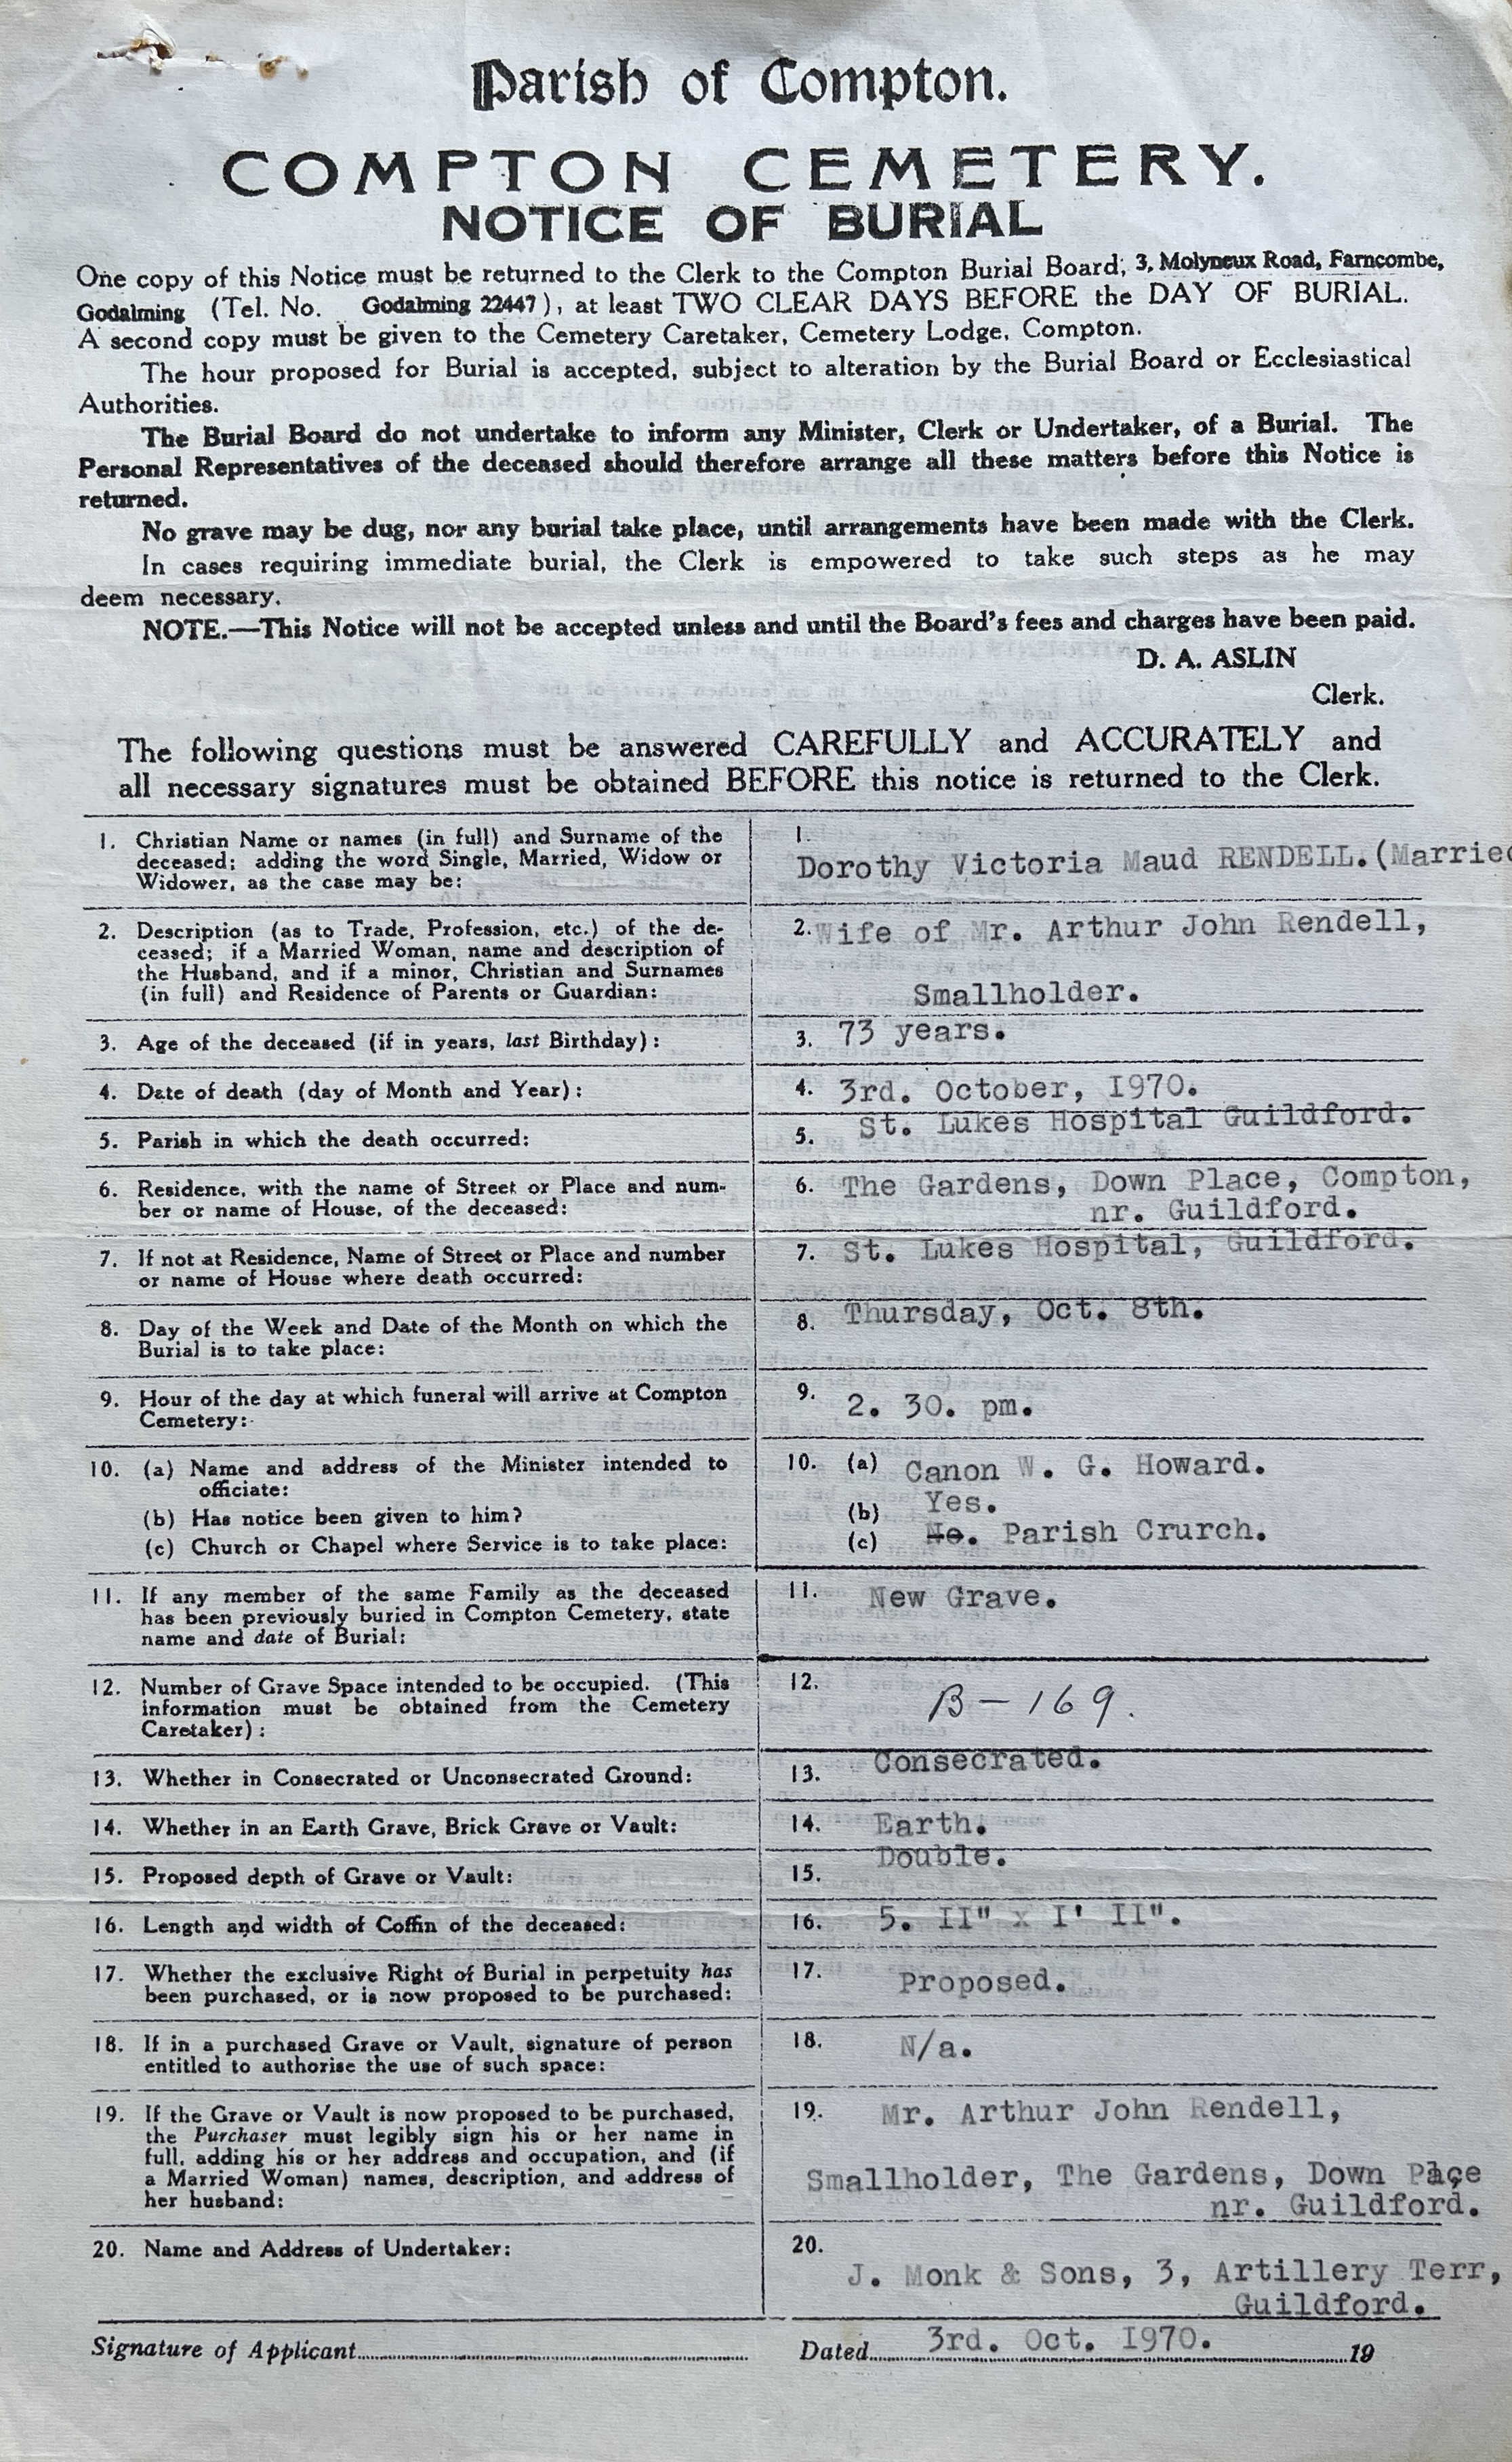 Parish of Compton.
COMPTON CEMETERY.
NOTICE OF BURIAL
One copy of this Notice must be returned to the Clerk to the Compton Burial Board, 3, Molyneux Road, Farncombe,
Godalming (Tel. No. Godalming 22447), at least TWO CLEAR DAYS BEFORE the DAY OF BURIAL.
A second copy must be given to the Cemetery Caretaker, Cemetery Lodge, Compton.
The hour proposed for Burial is accepted, subject to alteration by the Burial Board or Ecclesiastical
Authorities.
The Burial Board do not undertake to inform any Minister, Clerk or Undertaker, of a Burial. The
Personal Representatives of the deceased should therefore arrange all these matters before this Notice is
returned.
No grave may be dug, nor any burial take place, until arrangements have been made with the Clerk.
In cases requiring immediate burial, the Clerk is empowered to take such steps as he may
deem necessary.
NOTE.—This Notice will not be accepted unless and until the Board's fees and charges have been paid.
D. A. ASLIN
Clerk.
The following questions must be answered CAREFULLY and ACCURATELY and
all necessary signatures must be obtained BEFORE this notice is returned to the Clerk.
1. Christian Name or names (in full) and Surname of the
deceased; adding the word Single, Married, Widow or
Widower, as the case may be:
1.
Dorothy Victoria Maud RENDELL.(Married
2. Description (as to Trade, Profession, etc.) of the de-
ceased; if a Married Woman, name and description of
the Husband, and if a minor, Christian and Surnames
(in full) and Residence of Parents or Guardian:
2. Wife of Mr. Arthur John Rendell,
Smallholder.
3. Age of the deceased (if in years, last Birthday):
3. 73 years.
4. Date of death (day of Month and Year):
4. 3rd. October, I970.
5. Parish in which the death occurred:
5. St. Lukes Hospital Guildford.
6. Residence, with the name of Street or Place and num-
ber or name of House, of the deceased:
6. The Gardens, Down Place, Compton,
nr. Guildford.
7. If not at Residence, Name of Street or Place and number
or name of House where death occurred:
7. St. Lukes Hospital, Guildford.
8. Day of the Week and Date of the Month on which the
Burial is to take place:
8. Thursday, Oct. 8th.
9. Hour of the day at which funeral will arrive at Compton
Cemetery:
9. 2. 30. pm.
10. (a) Name and address of the Minister intended to
officiate:
(b) Has notice been given to him?
(c) Church or Chapel where Service is to take place:
10. (a) Canon W. G. Howard.
(b) Yes.
(c) No. Parish Crurch.
11. If any member of the same Family as the deceased
has been previously buried in Compton Cemetery, state
name and date of Burial:
11. New Grave.
12. Number of Grave Space intended to be occupied. (This
information must be obtained from the Cemetery
Caretaker):
12. B - 169.
13. Whether in Consecrated or Unconsecrated Ground:
13. Consecrated.
14. Whether in an Earth Grave, Brick Grave or Vault:
14. Earth.
15. Proposed depth of Grave or Vault:
15. Double.
16. Length and width of Coffin of the deceased:
16. 5. II" x I' II".
17. Whether the exclusive Right of Burial in perpetuity has
been purchased, or is now proposed to be purchased:
17. Proposed.
18. If in a purchased Grave or Vault, signature of person
entitled to authorise the use of such space:
18. N/a.
19. If the Grave or Vault is now proposed to be purchased,
the Purchaser must legibly sign his or her name in
full, adding his or her address and occupation, and (if
a Married Woman) names, description, and address of
her husband:
19. Mr. Arthur John Rendell,
Smallholder, The Gardens, Down Place
nr. Guildford.
20. Name and Address of Undertaker:
20.
J. Monk & Sons, 3, Artillery Terr,
Guildford.
Signature of Applicant
Dated 3rd. Oct. I970. 19